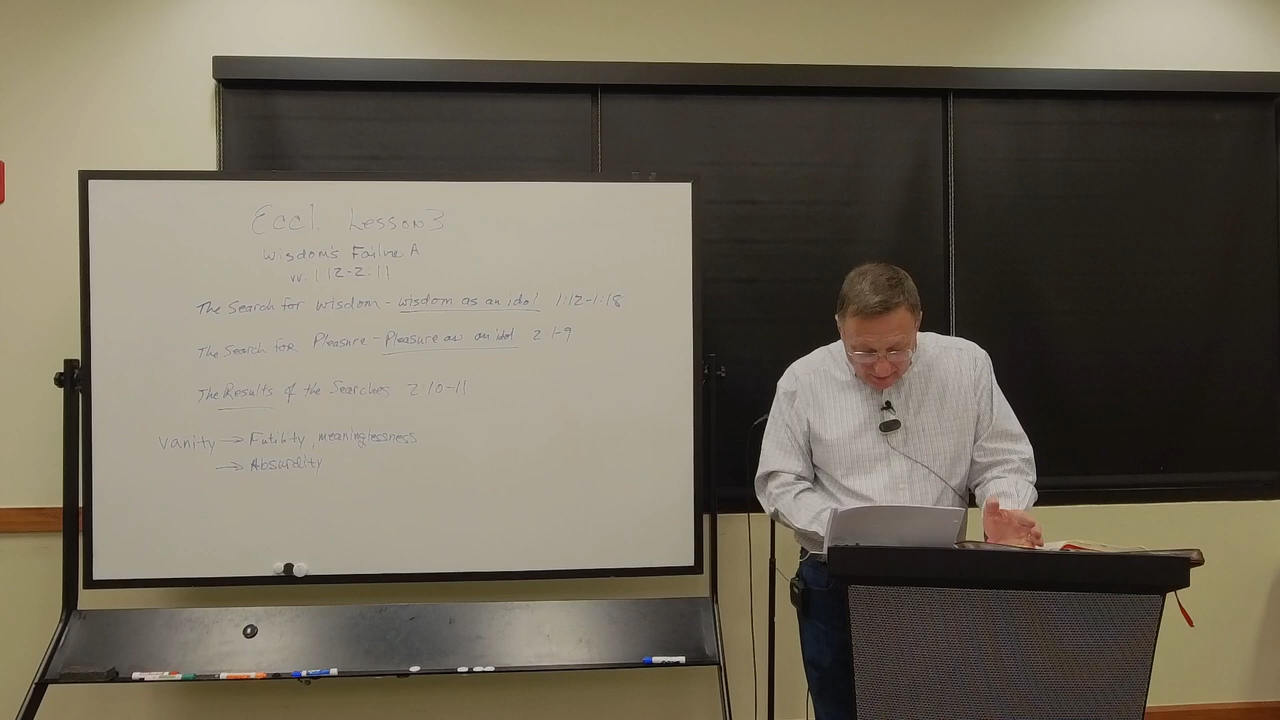 Eccl. Lesson 3
Wisdom's Failure A
vv. 1:12-2:11
The Search for wisdom - wisdom as an idol 1:12-1:18
The Search for Pleasure - Pleasure as an idol 2 1-9
The Results of the Searches 2 10-11
vanity → Futility, meaninglessness
→ Absurdity